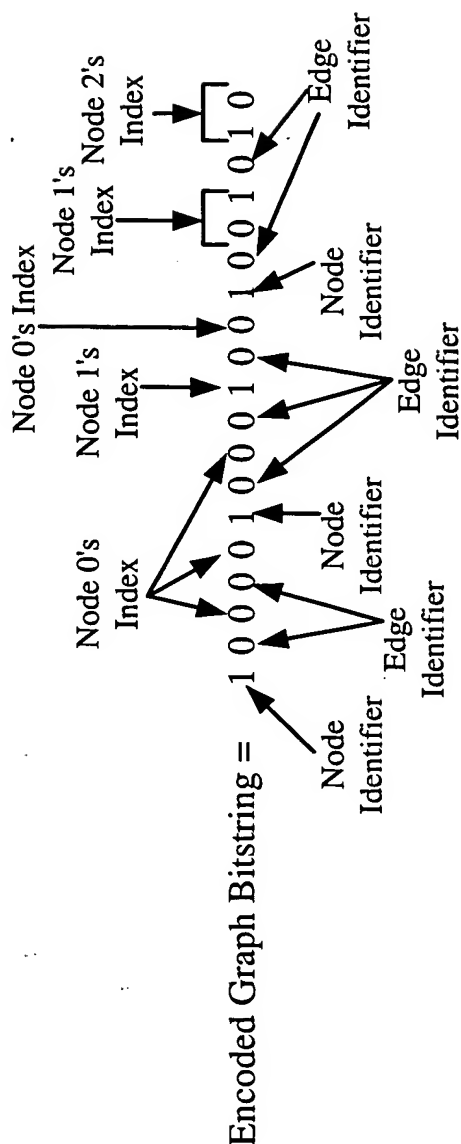 Node 0's Index
Node 0's
Index
Node 1's
Index
Node 1's
Index
Node 2's
Index
Encoded Graph Bitstring = 1 0 0 0 0 1 0 0 0 1 0 0 1 0 0 1 0 1 0
Node
Identifier
Edge
Identifier
Node
Identifier
Edge
Identifier
Node
Identifier
Edge
Identifier